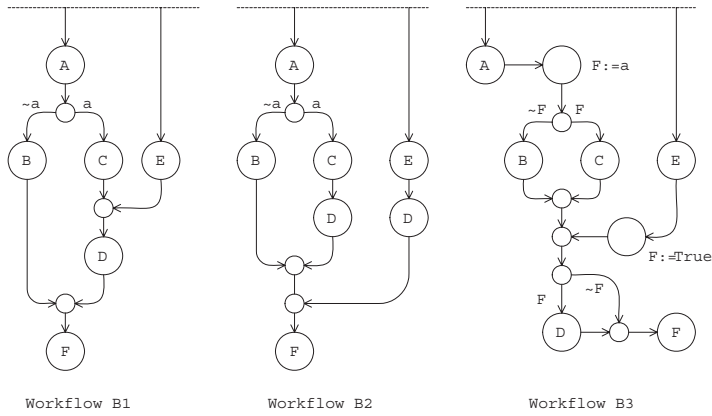 A
A
A
F:=a
~a
a
~a
a
~F
F
B
C
E
B
C
E
B
C
E
D
D
D
F:=True
F
~F
F
F
D
F
Workflow B1
Workflow B2
Workflow B3